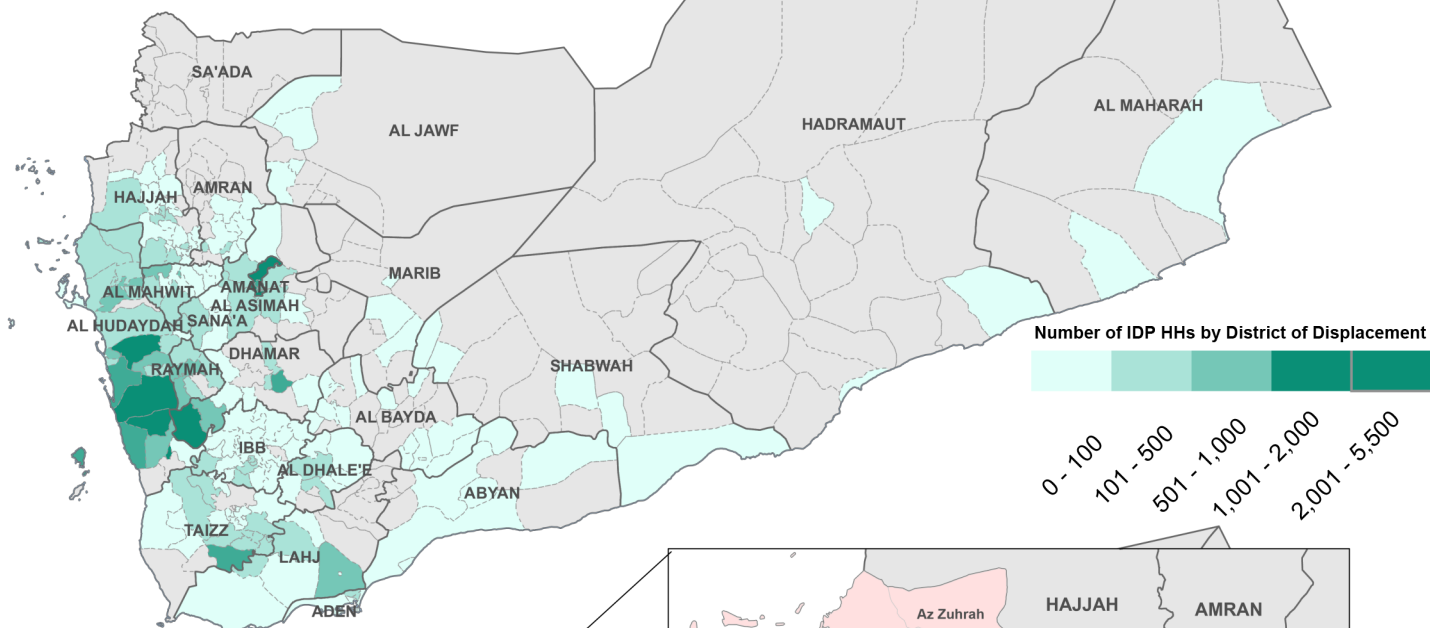 SA'ADA
AL JAWF
HADRAMAUT
AL MAHARAH
HAJJAH
AMRAN
MARIB
AL MAHWIT
AMANAT
AL ASIMAH
AL HUDAYDAH
SANA'A
DHAMAR
RAYMAH
SHABWAH
AL BAYDA
IBB
AL DHALE'E
ABYAN
TAIZZ
LAHJ
ADEN
Number of IDP HHs by District of Displacement
0 - 100
101 - 500
501 - 1,000
1,001 - 2,000
2,001 - 5,500
Az Zuhrah
HAJJAH
AMRAN